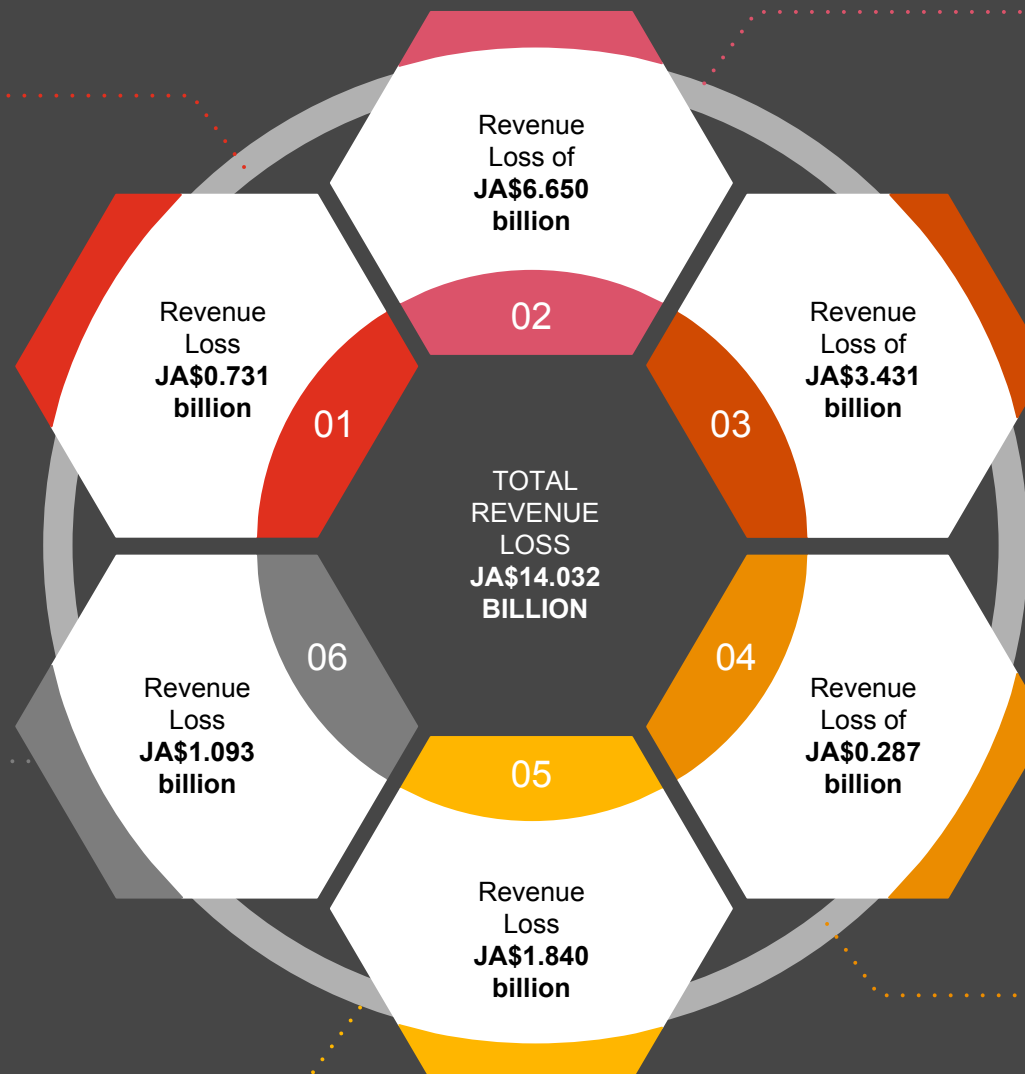 Revenue
Loss
JA$0.731
billion
01
Revenue
Loss of
JA$6.650
billion
02
Revenue
Loss of
JA$3.431
billion
03
Revenue
Loss of
JA$0.287
billion
04
Revenue
Loss
JA$1.840
billion
05
Revenue
Loss
JA$1.093
billion
06
TOTAL
REVENUE
LOSS
JA$14.032
BILLION